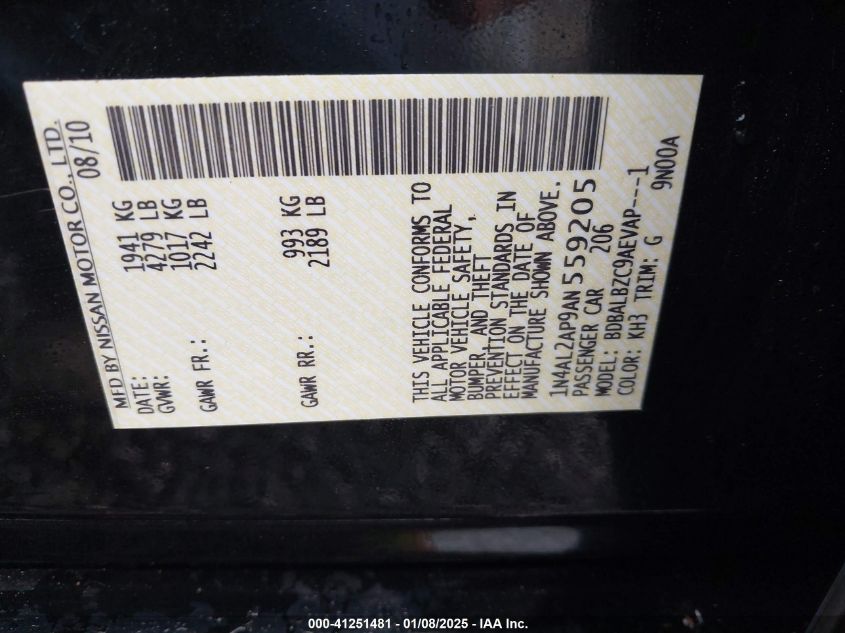 MFD BY NISSAN MOTOR CO., LTD.
DATE: 08/10
GVWR: 1941 KG
4279 LB
GAWR FR.: 1017 KG
2242 LB
GAWR RR.: 993 KG
2189 LB
THIS VEHICLE CONFORMS TO
ALL APPLICABLE FEDERAL
MOTOR VEHICLE SAFETY,
BUMPER, AND THEFT
PREVENTION STANDARDS IN
EFFECT ON THE DATE OF
MANUFACTURE SHOWN ABOVE.
1N4AL2AP9AN559205
PASSENGER CAR 206
MODEL: BDBALBZC9AEVAP---1
COLOR: KH3 TRIM: G 9N00A
000-41251481 - 01/08/2025 - IAA Inc.